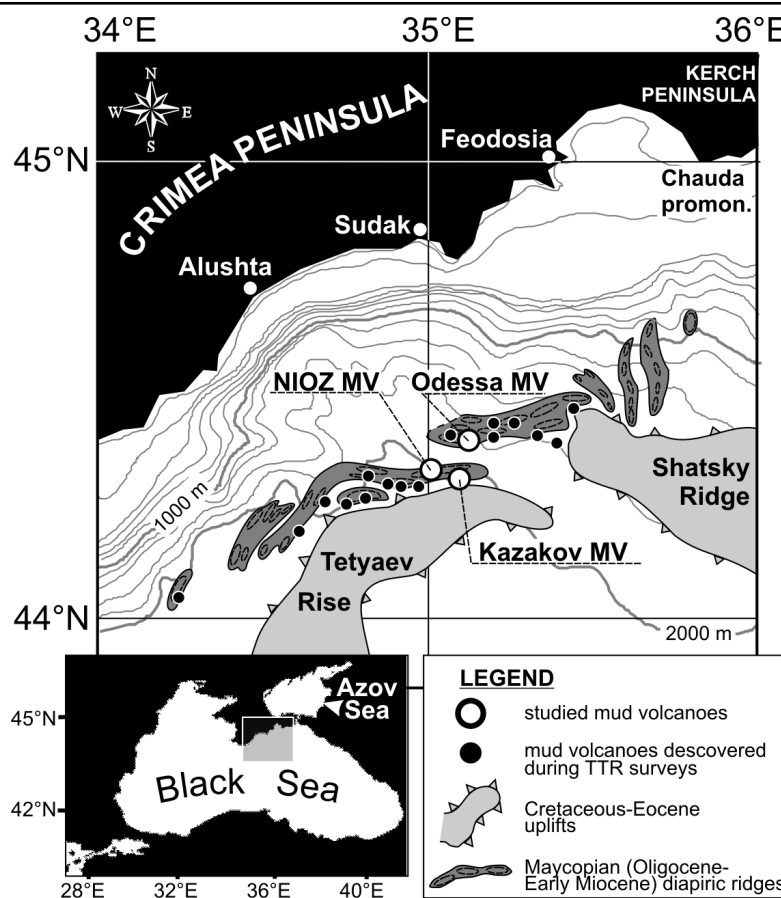 34°E 35°E 36°E
N
W E
S
KERCH
PENINSULA
CRIMEA PENINSULA
Feodosia
45°N
Chauda
promon.
Sudak
Alushta
NIOZ MV Odessa MV
Shatsky
Ridge
1000 m
Kazakov MV
Tetyaev
Rise
44°N
2000 m
Azov
Sea
45°N
Black Sea
42°N
28°E 32°E 36°E 40°E
LEGEND
studied mud volcanoes
mud volcanoes descovered
during TTR surveys
Cretaceous-Eocene
uplifts
Maycopian (Oligocene-
Early Miocene) diapiric ridges